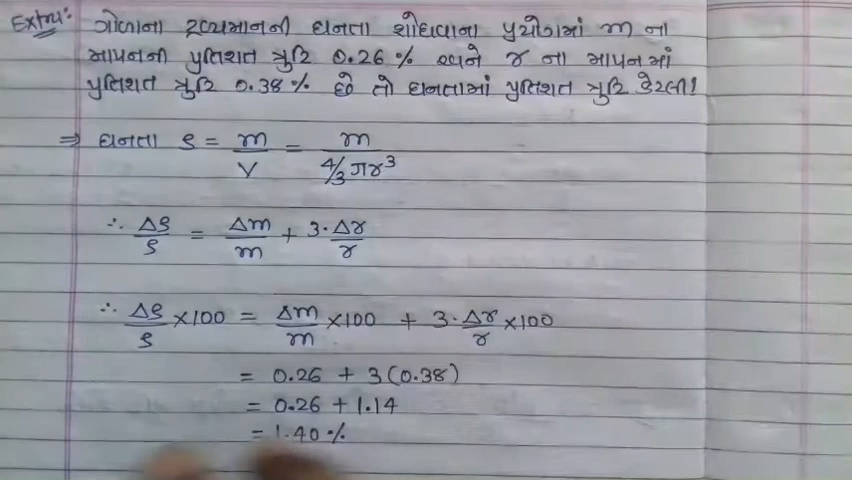 Extra: ગોળાના દ્રવ્યમાનની ઘનતા શોધવાના પ્રયોગમાં m ના
માપનની પ્રતિશત ત્રુટિ 0.26 % અને r ના માપન માં
પ્રતિશત ત્રુટિ 0.38 % છે તો ઘનતામાં પ્રતિશત ત્રુટિ કેટલી!
⇒ ઘનતા ρ = m/V = m/(4/3 πr³)
∴ Δρ/ρ = Δm/m + 3·Δr/r
∴ Δρ/ρ ×100 = Δm/m ×100 + 3·Δr/r ×100
= 0.26 + 3(0.38)
= 0.26 + 1.14
= 1.40 %